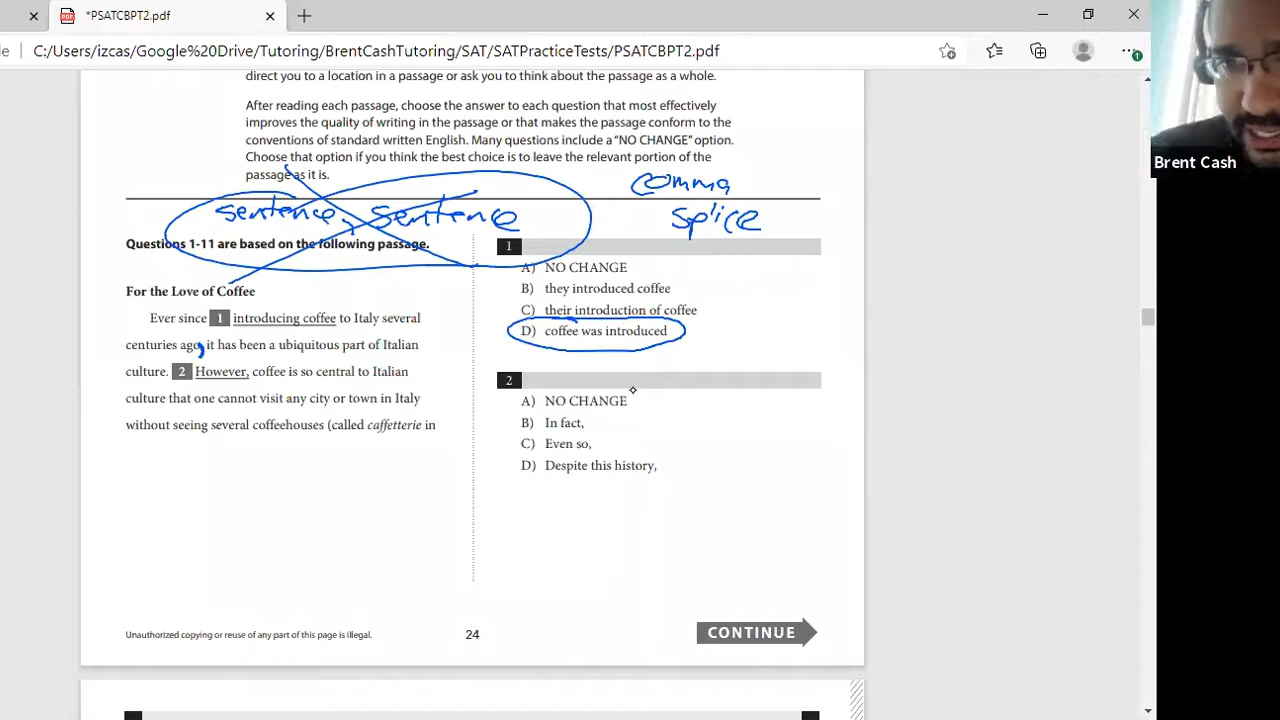 *PSATCBPT2.pdf
C:/Users/izcas/Google%20Drive/Tutoring/BrentCashTutoring/SAT/SATPracticeTests/PSATCBPT2.pdf
direct you to a location in a passage or ask you to think about the passage as a whole.
After reading each passage, choose the answer to each question that most effectively
improves the quality of writing in the passage or that makes the passage conform to the
conventions of standard written English. Many questions include a "NO CHANGE" option.
Choose that option if you think the best choice is to leave the relevant portion of the
passage as it is.
comma
splice
sentence, sentence
Questions 1-11 are based on the following passage.
For the Love of Coffee
Ever since 1 introducing coffee to Italy several
centuries ago, it has been a ubiquitous part of Italian
culture. 2 However, coffee is so central to Italian
culture that one cannot visit any city or town in Italy
without seeing several coffeehouses (called caffetterie in
1
A) NO CHANGE
B) they introduced coffee
C) their introduction of coffee
D) coffee was introduced
2
A) NO CHANGE
B) In fact,
C) Even so,
D) Despite this history,
Unauthorized copying or reuse of any part of this page is illegal.
24
CONTINUE
Brent Cash